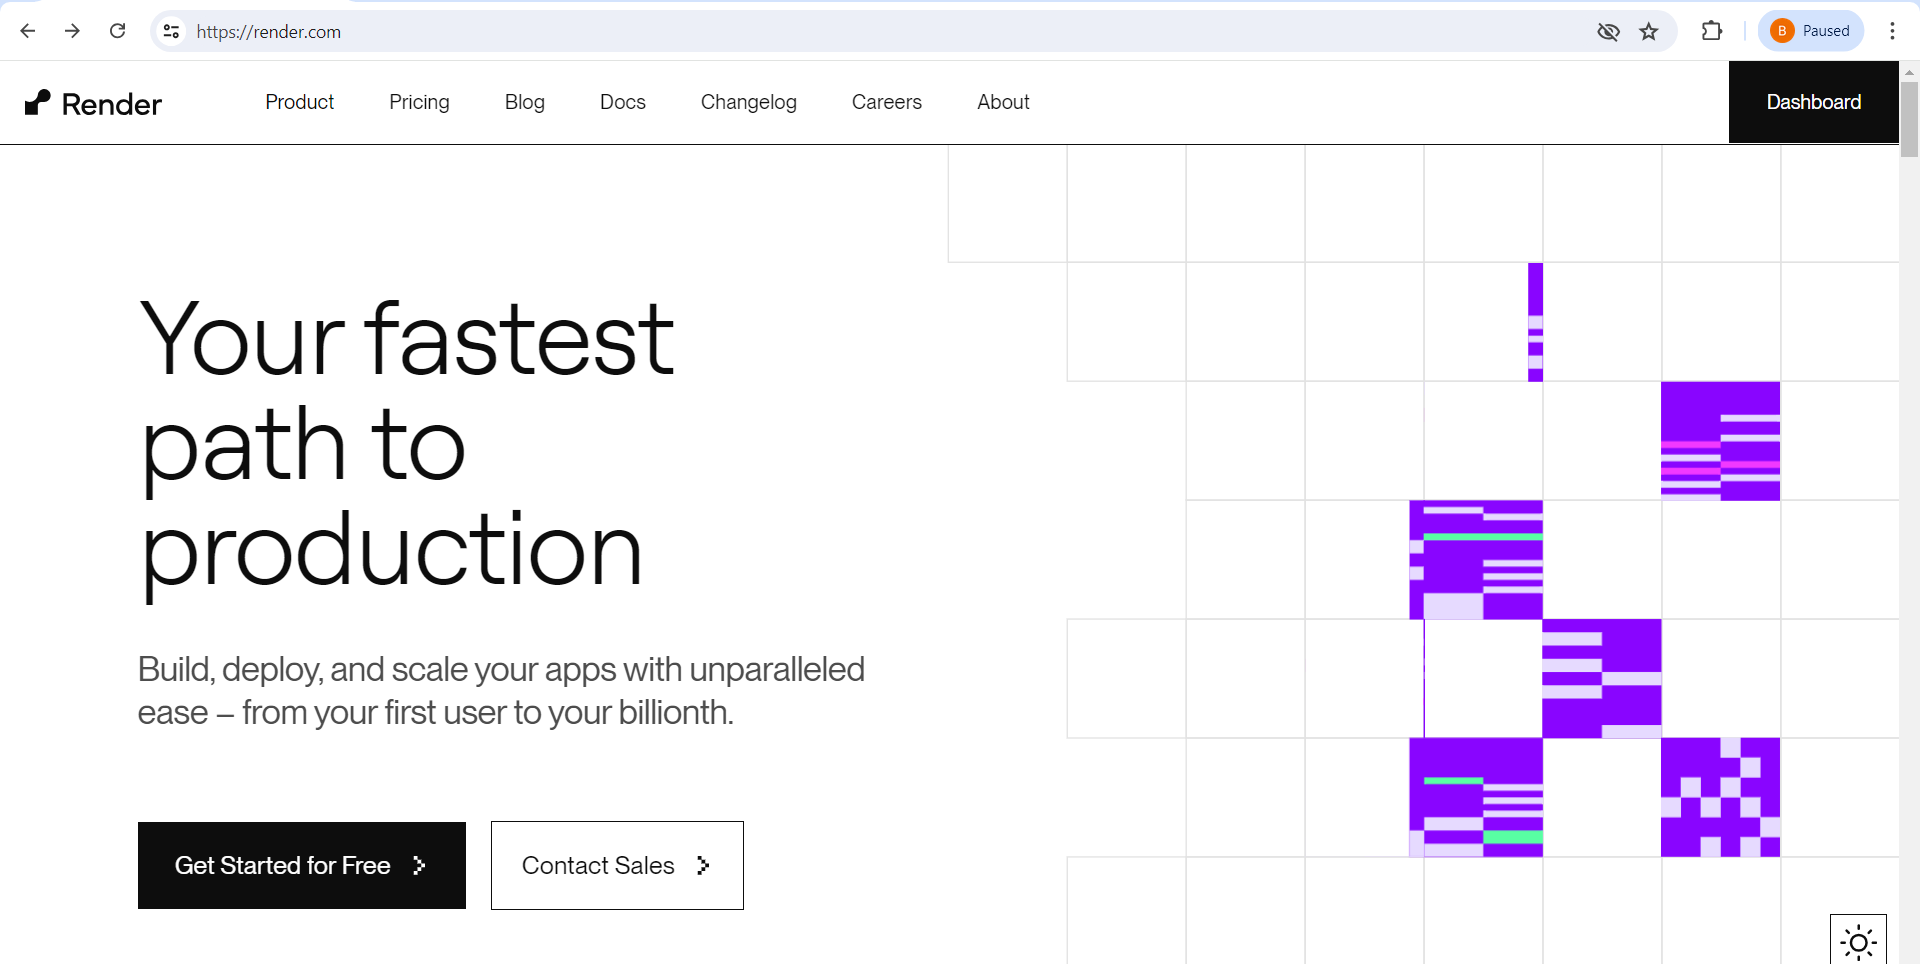 https://render.com
B Paused
Render Product Pricing Blog Docs Changelog Careers About Dashboard
Your fastest
path to
production
Build, deploy, and scale your apps with unparalleled
ease – from your first user to your billionth.
Get Started for Free Contact Sales